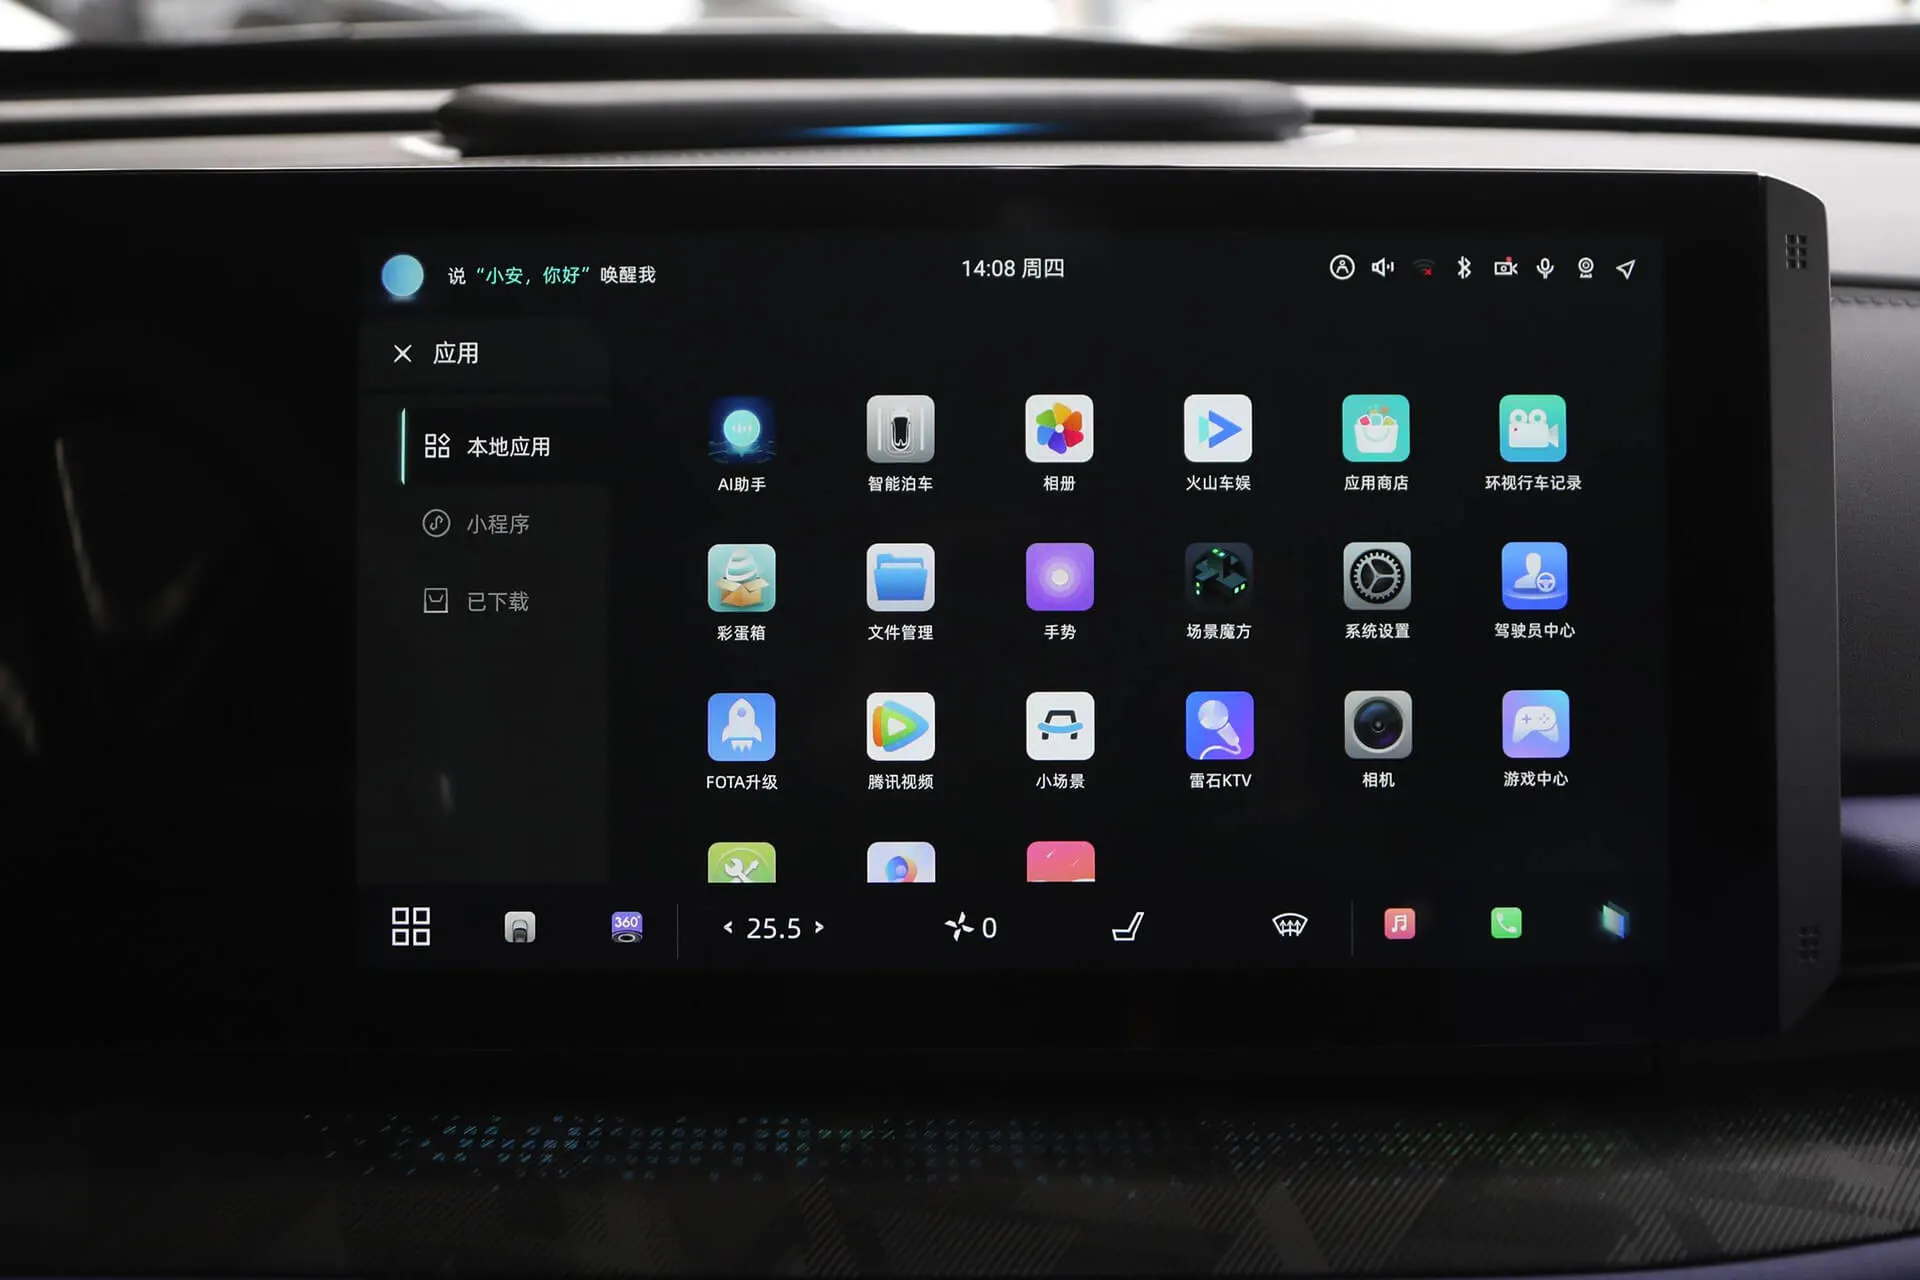 说“小安，你好”唤醒我
14:08 周四
应用
本地应用
小程序
已下载
AI助手
智能泊车
相册
火山车娱
应用商店
环视行车记录
彩蛋箱
文件管理
手势
场景魔方
系统设置
驾驶员中心
FOTA升级
腾讯视频
小场景
雷石KTV
相机
游戏中心
360°
< 25.5 >
0